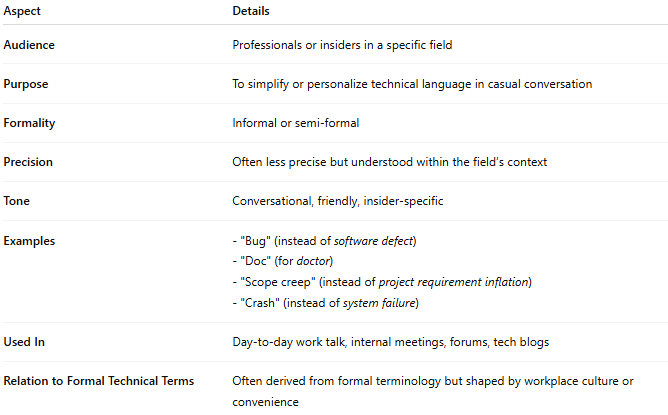 Aspect Details
Audience Professionals or insiders in a specific field
Purpose To simplify or personalize technical language in casual conversation
Formality Informal or semi-formal
Precision Often less precise but understood within the field's context
Tone Conversational, friendly, insider-specific
Examples - "Bug" (instead of software defect)
- "Doc" (for doctor)
- "Scope creep" (instead of project requirement inflation)
- "Crash" (instead of system failure)
Used In Day-to-day work talk, internal meetings, forums, tech blogs
Relation to Formal Technical Terms Often derived from formal terminology but shaped by workplace culture or
convenience